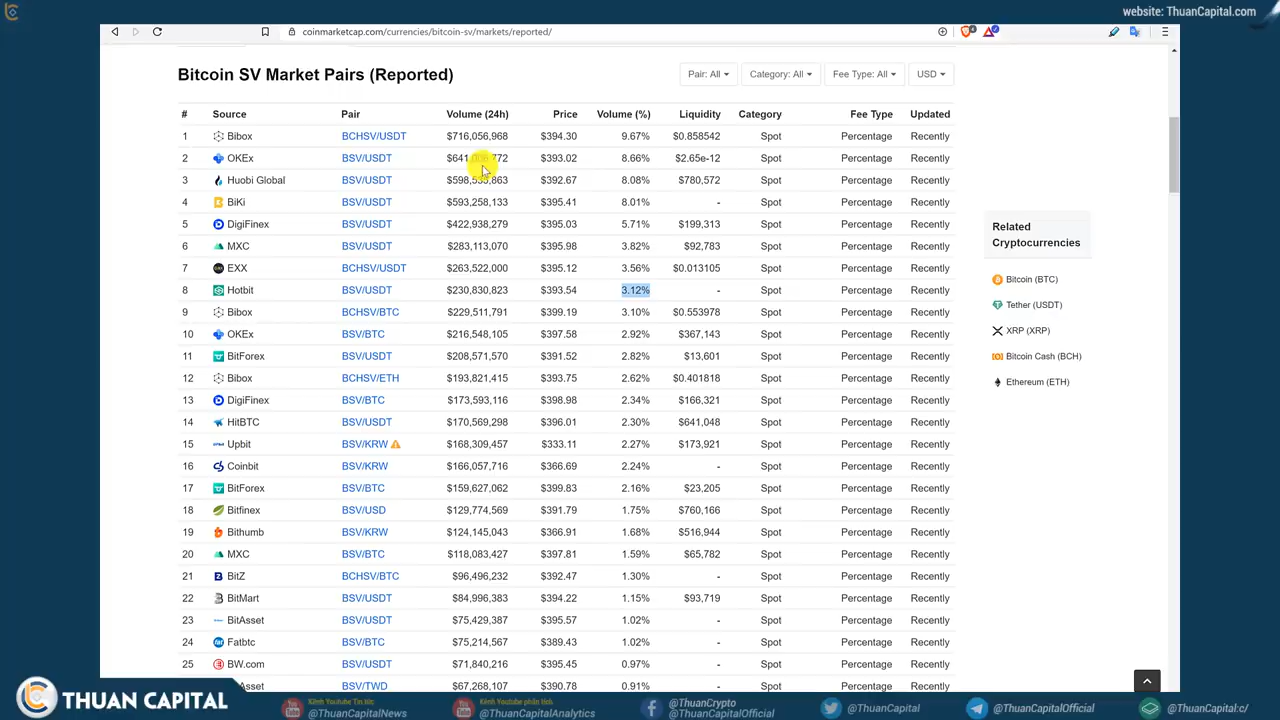 website: ThuanCapital.com
coinmarketcap.com/currencies/bitcoin-sv/markets/reported/
Bitcoin SV Market Pairs (Reported)
Pair: All Category: All Fee Type: All USD
# Source Pair Volume (24h) Price Volume (%) Liquidity Category Fee Type Updated
1 Bibox BCHSV/USDT $716,056,968 $394.30 9.67% $0.858542 Spot Percentage Recently
2 OKEx BSV/USDT $393.02 8.66% $2.65e-12 Spot Percentage Recently
3 Huobi Global BSV/USDT $392.67 8.08% $780,572 Spot Percentage Recently
4 BiKi BSV/USDT $593,258,133 $395.41 8.01% - Spot Percentage Recently
5 DigiFinex BSV/USDT $422,938,279 $395.03 5.71% $199,313 Spot Percentage Recently
6 MXC BSV/USDT $283,113,070 $395.98 3.82% $92,783 Spot Percentage Recently
7 EXX BCHSV/USDT $263,522,000 $395.12 3.56% $0.013105 Spot Percentage Recently
8 Hotbit BSV/USDT $230,830,823 $393.54 3.12% - Spot Percentage Recently
9 Bibox BCHSV/BTC $229,511,791 $399.19 3.10% $0.553978 Spot Percentage Recently
10 OKEx BSV/BTC $216,548,105 $397.58 2.92% $367,143 Spot Percentage Recently
11 BitForex BSV/USDT $208,571,570 $391.52 2.82% $13,601 Spot Percentage Recently
12 Bibox BCHSV/ETH $193,821,415 $393.75 2.62% $0.401818 Spot Percentage Recently
13 DigiFinex BSV/BTC $173,593,116 $398.98 2.34% $166,321 Spot Percentage Recently
14 HitBTC BSV/USDT $170,569,298 $396.01 2.30% $641,048 Spot Percentage Recently
15 Upbit BSV/KRW $168,309,457 $333.11 2.27% $173,921 Spot Percentage Recently
16 Coinbit BSV/KRW $166,057,716 $366.69 2.24% - Spot Percentage Recently
17 BitForex BSV/BTC $159,627,062 $399.83 2.16% $23,205 Spot Percentage Recently
18 Bitfinex BSV/USD $129,774,569 $391.79 1.75% $760,166 Spot Percentage Recently
19 Bithumb BSV/KRW $124,145,043 $366.91 1.68% $516,944 Spot Percentage Recently
20 MXC BSV/BTC $118,083,427 $397.81 1.59% $65,782 Spot Percentage Recently
21 BitZ BCHSV/BTC $96,496,232 $392.47 1.30% - Spot Percentage Recently
22 BitMart BSV/USDT $84,996,383 $394.22 1.15% $93,719 Spot Percentage Recently
23 BitAsset BSV/USDT $75,429,387 $395.57 1.02% - Spot Percentage Recently
24 Fatbtc BSV/BTC $75,214,567 $389.43 1.02% - Spot Percentage Recently
25 BW.com BSV/USDT $71,840,216 $395.45 0.97% - Spot Percentage Recently
Asset BSV/TWD $67,268,107 $390.78 0.91% - Spot Percentage Recently
Related
Cryptocurrencies
Bitcoin (BTC)
Tether (USDT)
XRP (XRP)
Bitcoin Cash (BCH)
Ethereum (ETH)
THUAN CAPITAL
Kênh Youtube Tin tức
@ThuanCapitalNews
Kênh Youtube phân tích
@ThuanCapitalAnalytics
@ThuanCrypto
@ThuanCapital
@ThuanCapital
@ThuanCapital
@ThuanCapital:c/